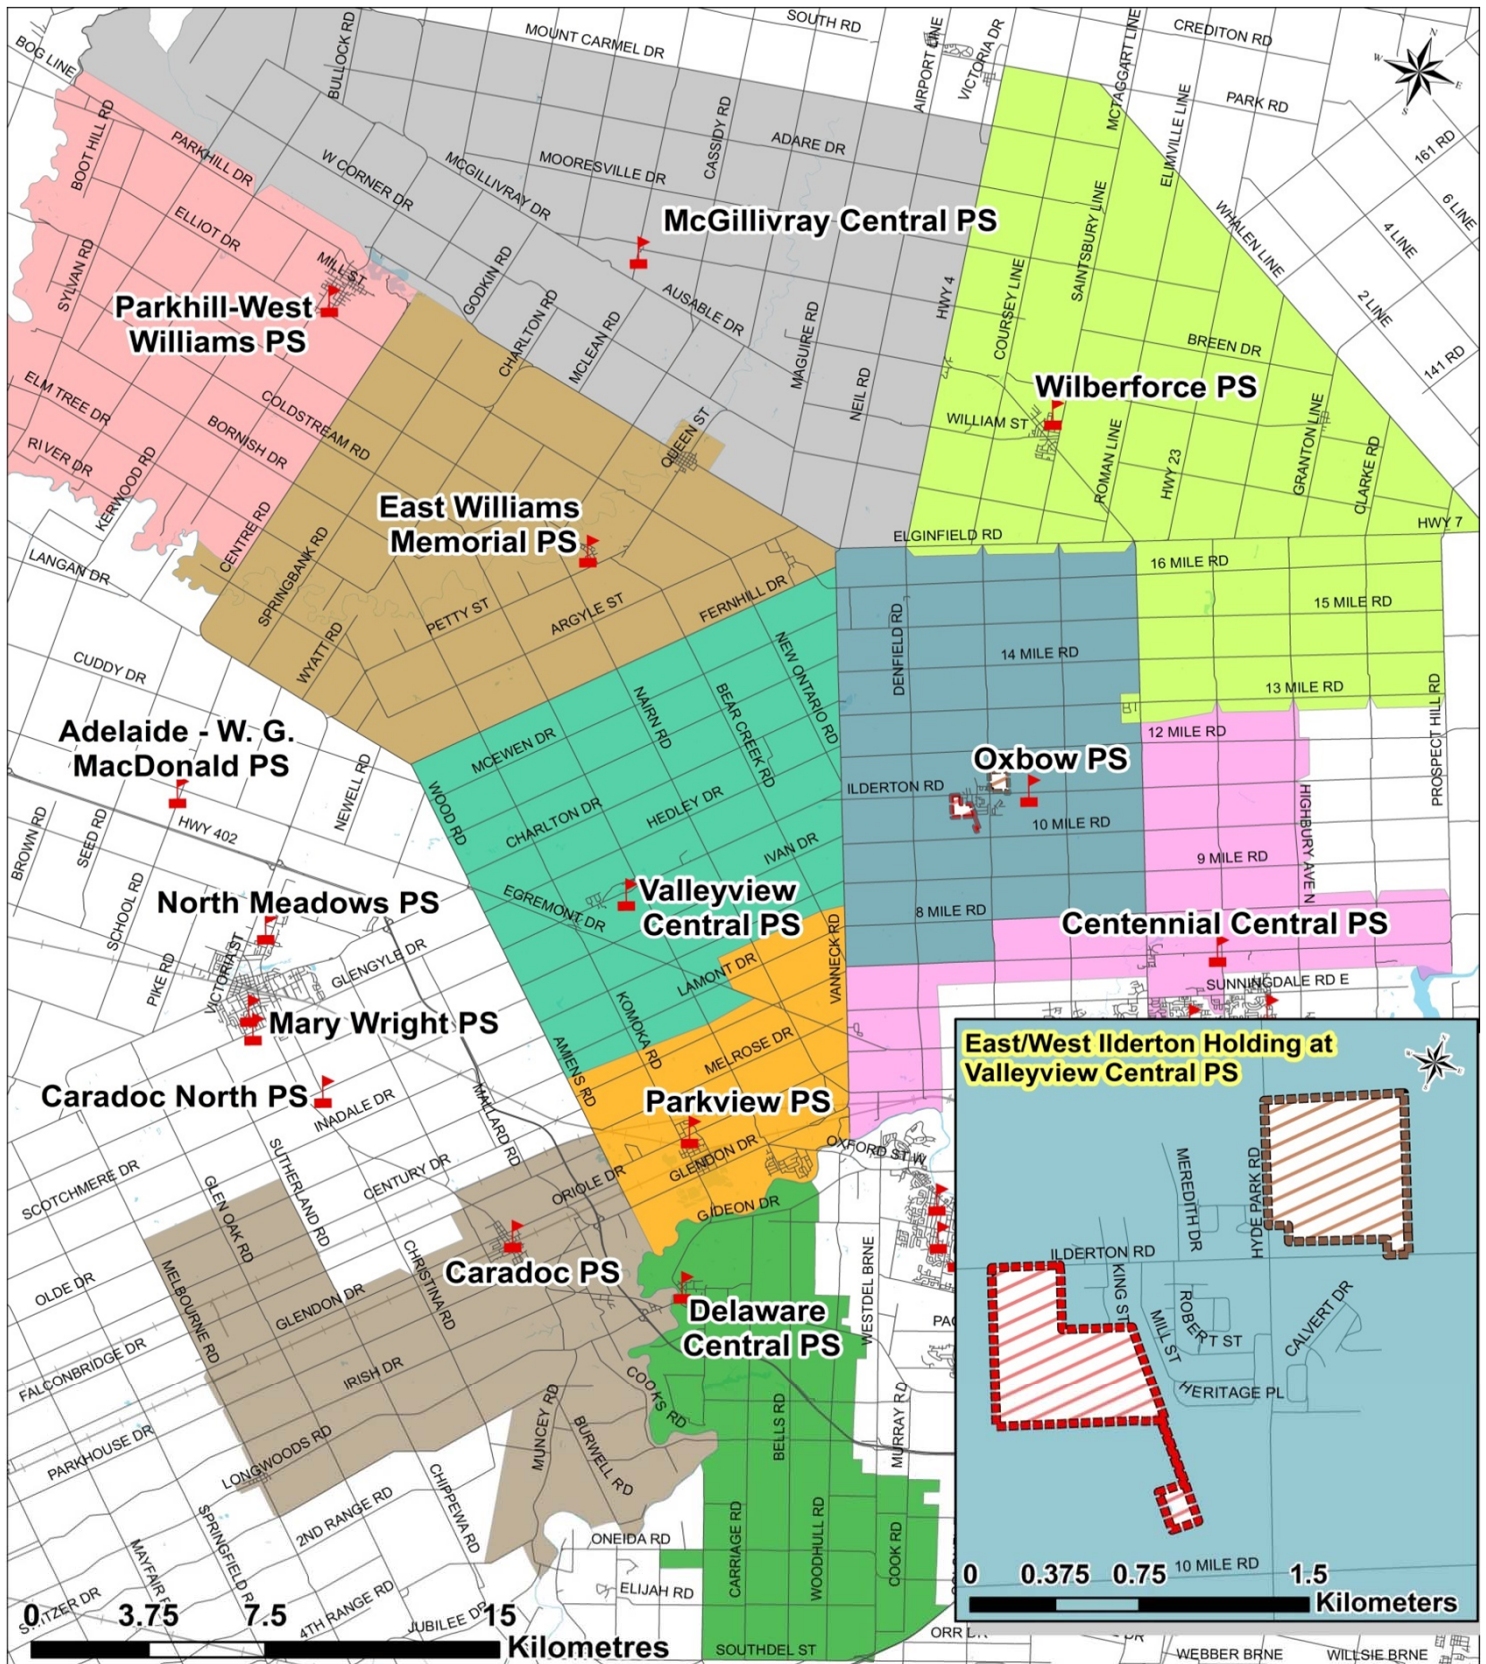 SOUTH RD
CREDITON RD
MOUNT CARMEL DR
BOG LINE
BULLOCK RD
AIRPORT LINE
VICTORIA DR
MCTAGGART LINE
N
W
E
S
PARK RD
ELIMVILLE LINE
161 RD
BOOT HILL RD
PARKHILL DR
CASSIDY RD
ADARE DR
MOORESVILLE DR
W CORNER DR
MCGILLIVRAY DR
6 LINE
4 LINE
WHALEN LINE
SAINTSBURY LINE
McGillivray Central PS
ELLIOT DR
SYLVAN RD
MILL ST
GODKIN RD
AUSABLE DR
HWY 4
COURSEY LINE
2 LINE
Parkhill-West
Williams PS
CHARLTON RD
MCLEAN RD
MAGUIRE RD
NEIL RD
BREEN DR
141 RD
Wilberforce PS
ELM TREE DR
COLDSTREAM RD
BORNISH DR
RIVER DR
KERWOOD RD
QUEEN ST
WILLIAM ST
ROMAN LINE
HWY 23
GRANTON LINE
CLARKE RD
East Williams
Memorial PS
CENTRE RD
SPRINGBANK RD
ELGINFIELD RD
HWY 7
LANGAN DR
16 MILE RD
15 MILE RD
PETTY ST
ARGYLE ST
FERNHILL DR
WYATT RD
CUDDY DR
NEW ONTARIO RD
DENFIELD RD
14 MILE RD
13 MILE RD
PROSPECT HILL RD
NAIRN RD
BEAR CREEK RD
Adelaide - W. G.
MacDonald PS
MCEWEN DR
12 MILE RD
Oxbow PS
ILDERTON RD
NEWELL RD
WOOD RD
CHARLTON DR
HEDLEY DR
10 MILE RD
HIGHBURY AVE N
BROWN RD
SEED RD
HWY 402
IVAN DR
9 MILE RD
SCHOOL RD
North Meadows PS
EGREMONT DR
Valleyview
Central PS
8 MILE RD
Centennial Central PS
VANNECK RD
PIKE RD
VICTORIA ST
GLENGYLE DR
LAMONT DR
SUNNINGDALE RD E
KOMOKA RD
Mary Wright PS
AMIENS RD
MELROSE DR
Caradoc North PS
INADALE DR
MALLARD RD
Parkview PS
SCOTCHMERE DR
SUTHERLAND RD
CENTURY DR
GLENDON DR
OXFORD ST W
GLEN OAK RD
ORIOLE DR
GIDEON DR
OLDE DR
MELBOURNE RD
CHRISTINA RD
Caradoc PS
WESTDEL BRNE
GLENDON DR
Delaware
Central PS
FALCONBRIDGE DR
IRISH DR
COOKS RD
MUNCEY RD
BURWELL RD
BELLS RD
MURRAY RD
PARKHOUSE DR
LONGWOODS RD
CHIPPEWA RD
2ND RANGE RD
SPRINGFIELD RD
MAYFAIR R
ONEIDA RD
ELIJAH RD
CARRIAGE RD
WOODHULL RD
COOK RD
4TH RANGE RD
JUBILEE DR
SOUTHDEL ST
ORR DR
DR
WEBBER BRNE
WILLSIE BRNE
0 3.75 7.5 15
Kilometres
East/West Ilderton Holding at
Valleyview Central PS
MEREDITH DR
HYDE PARK RD
ILDERTON RD
KING ST
MILL ST
ROBERT ST
CALVERT DR
HERITAGE PL
10 MILE RD
0 0.375 0.75 1.5
Kilometers